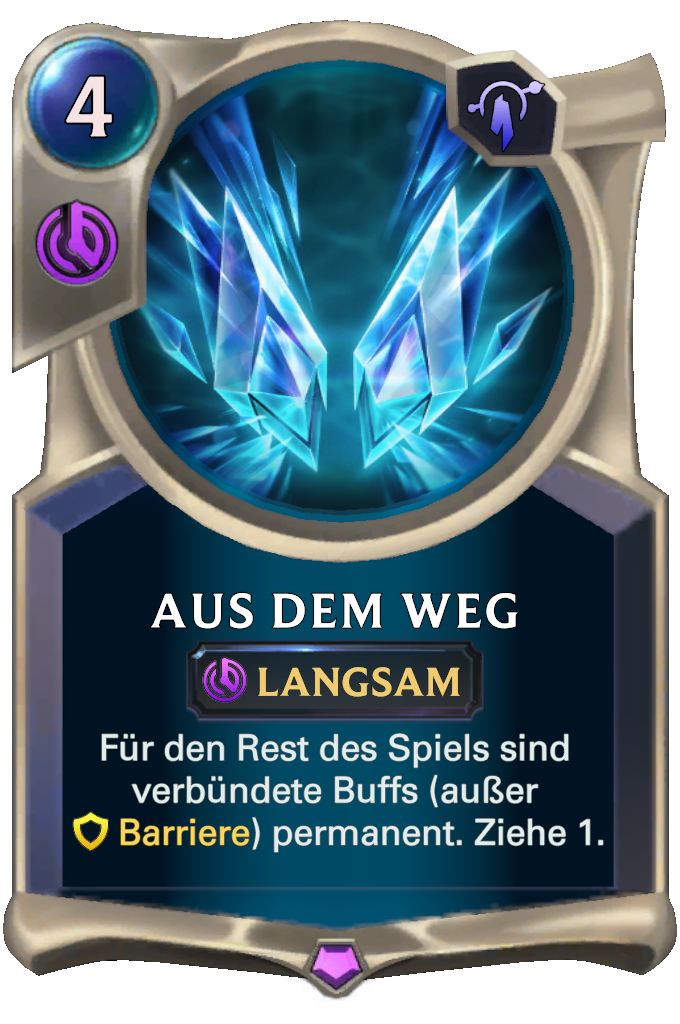 4
AUS DEM WEG
LANGSAM
Für den Rest des Spiels sind
verbündete Buffs (außer
Barriere) permanent. Ziehe 1.